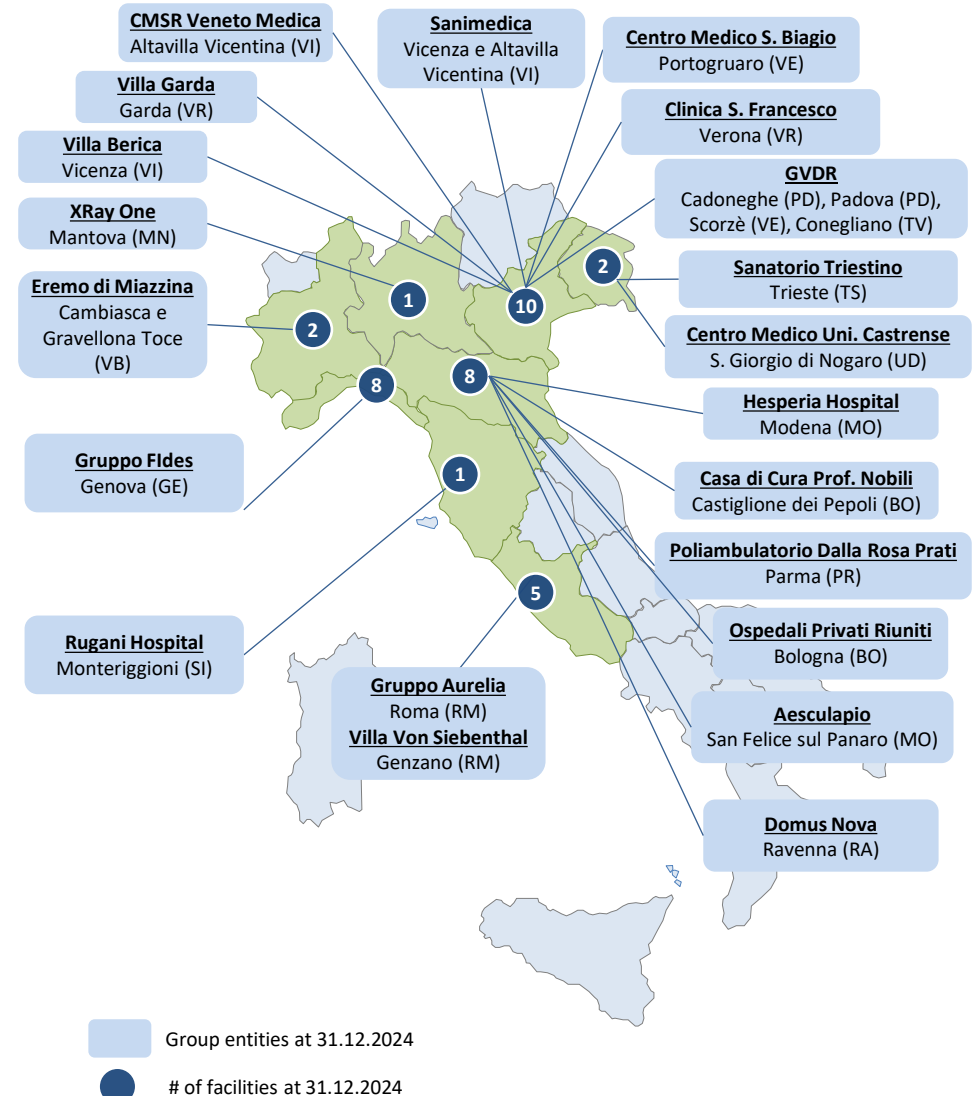 CMSR Veneto Medica
Altavilla Vicentina (VI)
Sanimedica
Vicenza e Altavilla
Vicentina (VI)
Centro Medico S. Biagio
Portogruaro (VE)
Villa Garda
Garda (VR)
Clinica S. Francesco
Verona (VR)
Villa Berica
Vicenza (VI)
GVDR
Cadoneghe (PD), Padova (PD),
Scorzè (VE), Conegliano (TV)
XRay One
Mantova (MN)
Sanatorio Triestino
Trieste (TS)
Eremo di Miazzina
Cambiasca e
Gravellona Toce
(VB)
Centro Medico Uni. Castrense
S. Giorgio di Nogaro (UD)
2
1
10
2
8
8
1
5
Hesperia Hospital
Modena (MO)
Gruppo FIdes
Genova (GE)
Casa di Cura Prof. Nobili
Castiglione dei Pepoli (BO)
Poliambulatorio Dalla Rosa Prati
Parma (PR)
Ospedali Privati Riuniti
Bologna (BO)
Rugani Hospital
Monteriggioni (SI)
Gruppo Aurelia
Roma (RM)
Villa Von Siebenthal
Genzano (RM)
Aesculapio
San Felice sul Panaro (MO)
Domus Nova
Ravenna (RA)
Group entities at 31.12.2024
# of facilities at 31.12.2024